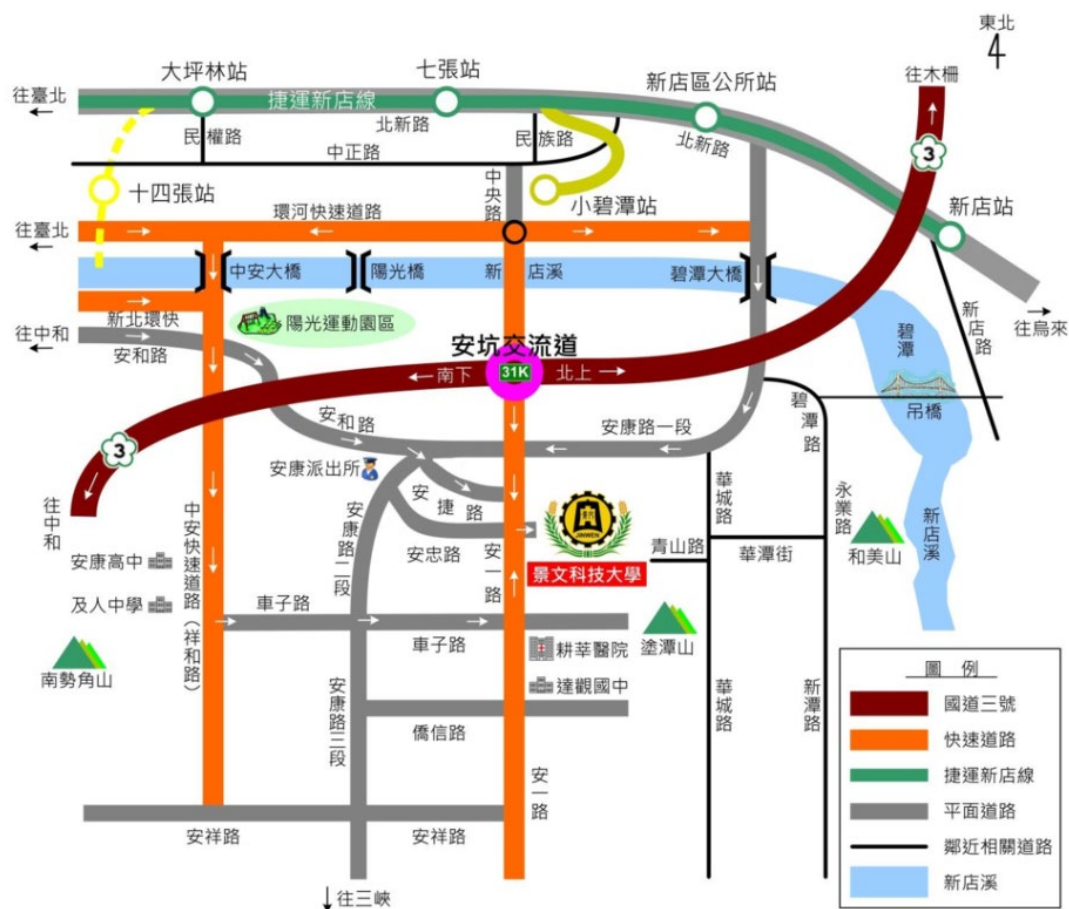 東北
往木柵
大坪林站
七張站
新店區公所站
往臺北
捷運新店線
北新路
北新路
民權路
民族路
中正路
3
中央路
十四張站
小碧潭站
新店站
環河快速道路
往臺北
中安大橋
陽光橋
新店溪
碧潭大橋
新北環快
陽光運動園區
往中和
安和路
安坑交流道
碧潭
新店路
往烏來
南下
31K
北上
吊橋
碧潭路
安和路
安康路一段
3
安康派出所
安捷路
華城路
永業路
新店溪
往中和
中安快速道路（祥和路）
安康路二段
JINWEN
安忠路
安一路
青山路
華潭街
和美山
安康高中
景文科技大學
及人中學
車子路
車子路
耕莘醫院
塗潭山
南勢角山
達觀國中
安康路三段
僑信路
華城路
新潭路
安一路
安祥路
安祥路
往三峽
圖 例
國道三號
快速道路
捷運新店線
平面道路
鄰近相關道路
新店溪